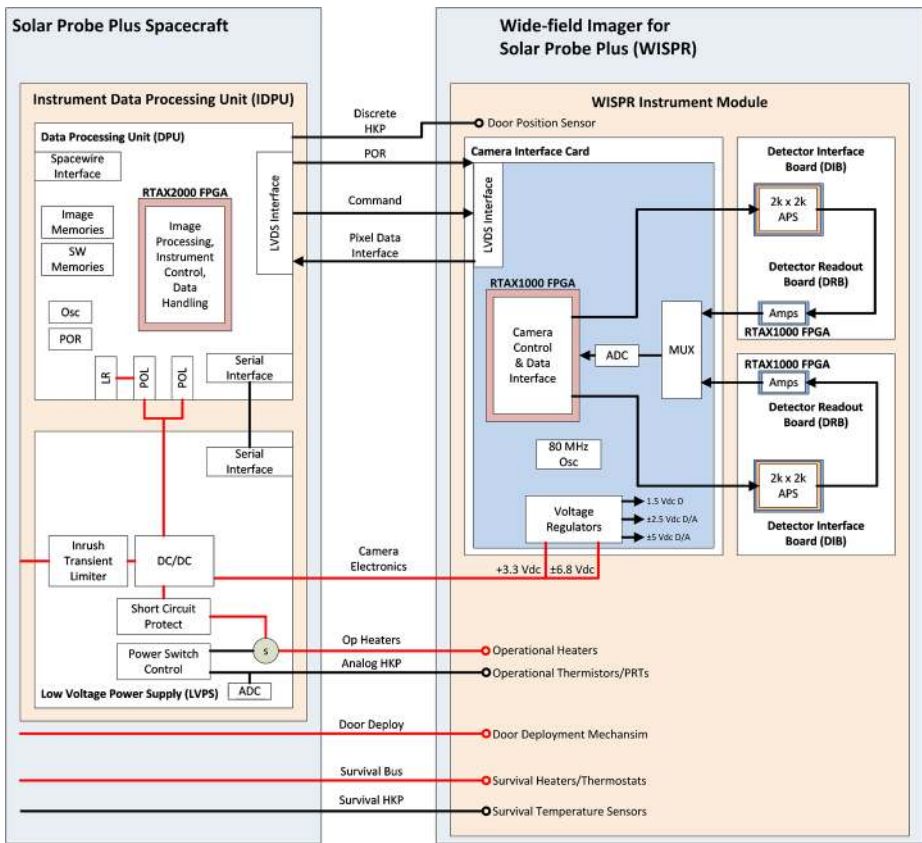 Solar Probe Plus Spacecraft
Wide-field Imager for
Solar Probe Plus (WISPR)
Instrument Data Processing Unit (IDPU)
Data Processing Unit (DPU)
Spacewire
Interface
Image
Memories
SW
Memories
Osc
POR
RTAX2000 FPGA
Image
Processing,
Instrument
Control,
Data
Handling
LVDS Interface
LR
POL
POL
Serial
Interface
Serial
Interface
Inrush
Transient
Limiter
DC/DC
Short Circuit
Protect
Power Switch
Control
S
ADC
Low Voltage Power Supply (LVPS)
Discrete
HKP
POR
Command
Pixel Data
Interface
Camera
Electronics
Op Heaters
Analog HKP
Door Deploy
Survival Bus
Survival HKP
WISPR Instrument Module
Door Position Sensor
Camera Interface Card
LVDS Interface
RTAX1000 FPGA
Camera
Control
& Data
Interface
ADC
MUX
80 MHz
Osc
Voltage
Regulators
1.5 Vdc D
±2.5 Vdc D/A
±5 Vdc D/A
+3.3 Vdc
±6.8 Vdc
Detector Interface
Board (DIB)
2k x 2k
APS
Detector Readout
Board (DRB)
Amps
RTAX1000 FPGA
RTAX1000 FPGA
Amps
Detector Readout
Board (DRB)
2k x 2k
APS
Detector Interface
Board (DIB)
Operational Heaters
Operational Thermistors/PRTs
Door Deployment Mechansim
Survival Heaters/Thermostats
Survival Temperature Sensors